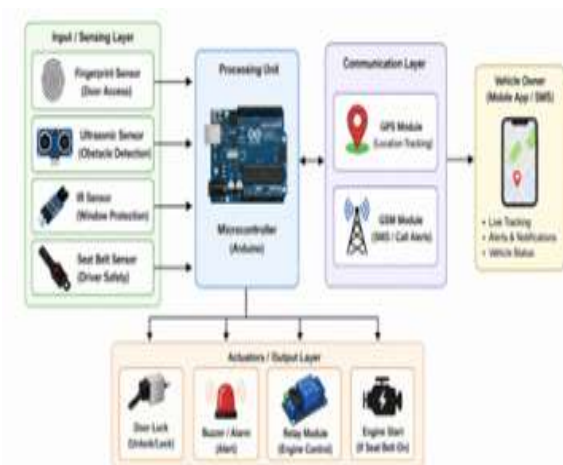 Input / Sensing Layer
Fingerprint Sensor
(Door Access)
Ultrasonic Sensor
(Obstacle Detection)
IR Sensor
(Window Protection)
Seat Belt Sensor
(Driver Safety)
Processing Unit
Microcontroller
(Arduino)
Communication Layer
GPS Module
(Location Tracking)
GSM Module
(SMS / Call Alerts)
Vehicle Owner
(Mobile App / SMS)
• Live Tracking
• Alerts & Notifications
• Vehicle Status
Actuators / Output Layer
Door Lock
(Unlock/Lock)
Buzzer / Alarm
(Alert)
Relay Module
(Engine Control)
Engine Start
(If Seat Belt On)